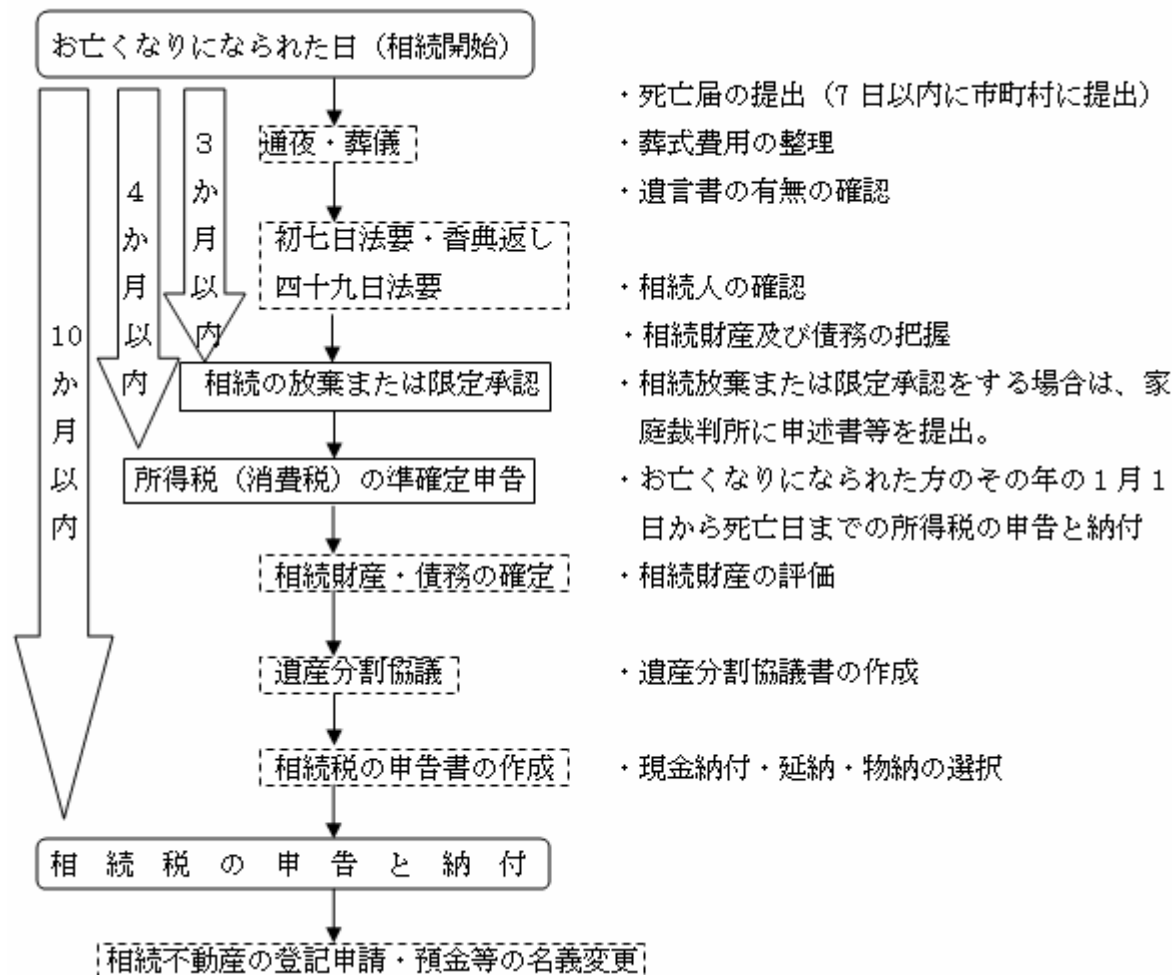 お亡くなりになられた日（相続開始）
・死亡届の提出（7日以内に市町村に提出）
通夜・葬儀
・葬式費用の整理
・遺言書の有無の確認
3か月以内
4か月以内
10か月以内
初七日法要・香典返し
四十九日法要
・相続人の確認
・相続財産及び債務の把握
相続の放棄または限定承認
・相続放棄または限定承認をする場合は、家
庭裁判所に申述書等を提出。
所得税（消費税）の準確定申告
・お亡くなりになられた方のその年の１月１
日から死亡日までの所得税の申告と納付
相続財産・債務の確定
・相続財産の評価
遺産分割協議
・遺産分割協議書の作成
相続税の申告書の作成
・現金納付・延納・物納の選択
相続税の申告と納付
相続不動産の登記申請・預金等の名義変更